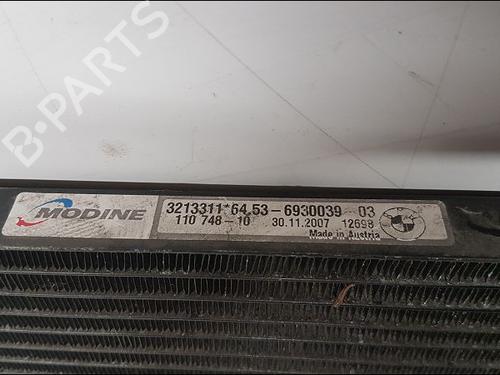 B-PARTS
MODINE
3213311*64.53-6930039 03
110 748-10 30.11.2007 12698
Made in Austria